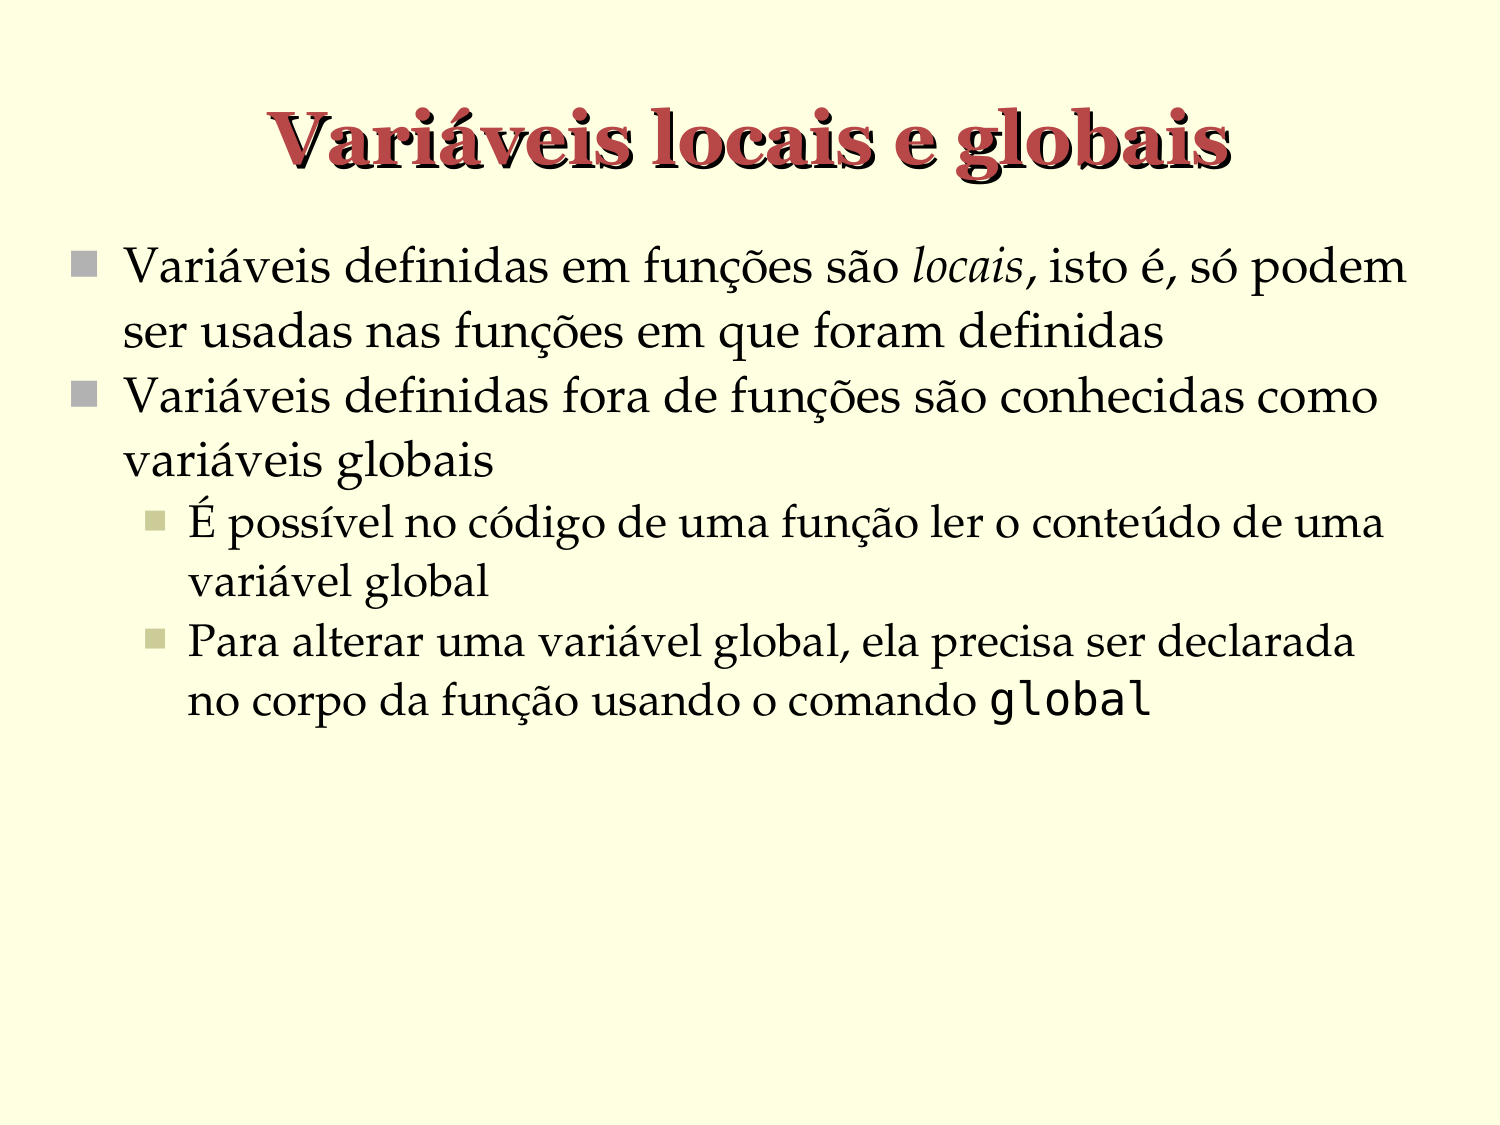 Variáveis locais e globais
Variáveis definidas em funções são locais, isto é, só podem
ser usadas nas funções em que foram definidas
Variáveis definidas fora de funções são conhecidas como
variáveis globais
É possível no código de uma função ler o conteúdo de uma
variável global
Para alterar uma variável global, ela precisa ser declarada
no corpo da função usando o comando global